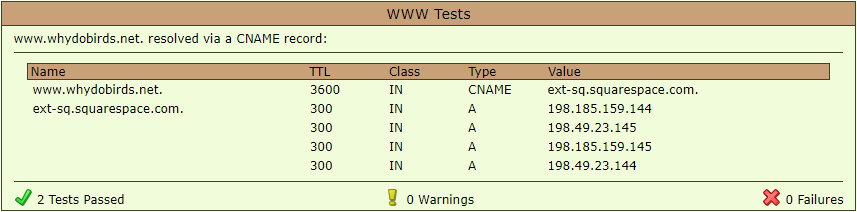 WWW Tests
www.whydobirds.net. resolved via a CNAME record:
Name TTL Class Type Value
www.whydobirds.net. 3600 IN CNAME ext-sq.squarespace.com.
ext-sq.squarespace.com. 300 IN A 198.185.159.144
300 IN A 198.49.23.145
300 IN A 198.185.159.145
300 IN A 198.49.23.144
2 Tests Passed 0 Warnings 0 Failures